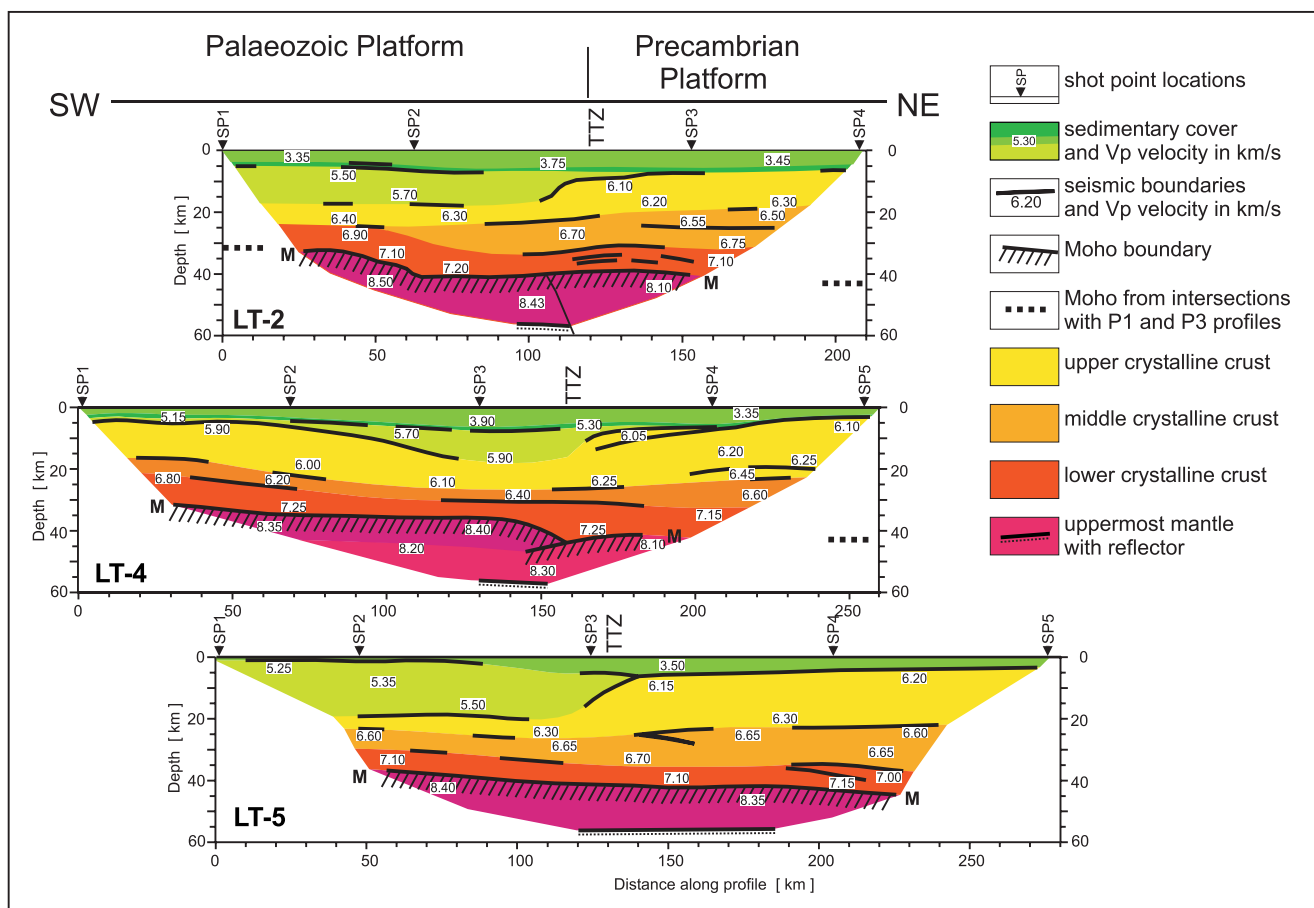 Palaeozoic Platform
Precambrian
Platform
SW
NE
SP1
SP2
TTZ
SP3
SP4
0
0
3.35
3.75
3.45
5.50
6.10
5.70
6.20
6.30
20
20
6.40
6.30
6.55
6.50
6.90
6.70
6.75
Depth [ km ]
M
7.10
7.20
7.10
40
40
8.50
8.10
M
8.43
LT-2
60
60
0
50
100
150
200
SP1
SP2
SP3
TTZ
SP4
SP5
0
0
5.15
3.90
5.30
3.35
5.90
5.70
6.05
6.10
5.90
6.20
6.25
20
20
6.00
6.80
6.20
6.10
6.25
6.45
6.40
6.60
Depth [ km ]
M
7.25
7.15
8.35
8.40
7.25
M
40
40
8.20
8.10
8.30
LT-4
60
60
0
50
100
150
200
250
SP1
SP2
SP3
TTZ
SP4
SP5
0
0
5.25
3.50
5.35
6.15
6.20
5.50
20
20
6.60
6.30
6.30
6.65
6.60
6.65
6.70
6.65
Depth [ km ]
7.10
7.10
7.15
7.00
M
40
40
8.40
8.35
M
LT-5
60
60
0
50
100
150
200
250
Distance along profile [ km ]
SP
shot point locations
5.30
sedimentary cover
and Vp velocity in km/s
6.20
seismic boundaries
and Vp velocity in km/s
Moho boundary
Moho from intersections
with P1 and P3 profiles
upper crystalline crust
middle crystalline crust
lower crystalline crust
uppermost mantle
with reflector